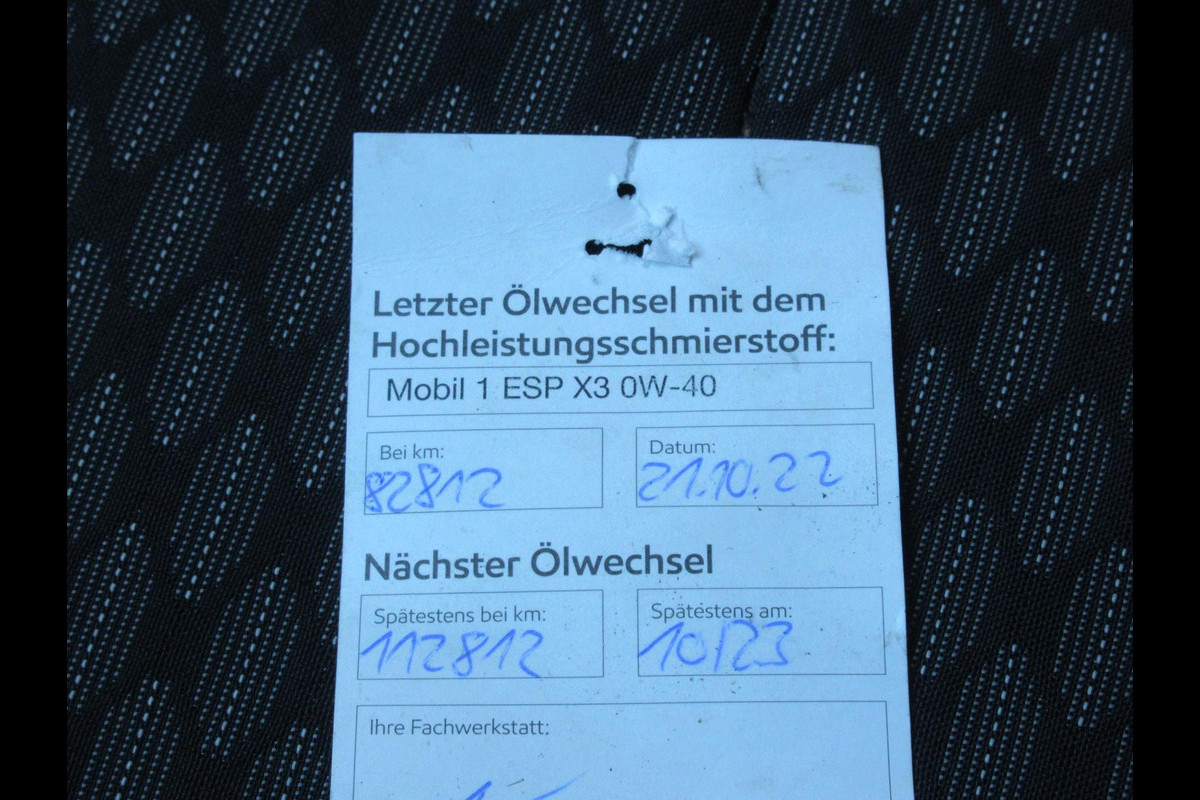 Letzter Ölwechsel mit dem
Hochleistungsschmierstoff:
Mobil 1 ESP X3 0W-40
Bei km:
82812
Datum:
21.10.22
Nächster Ölwechsel
Spätestens bei km:
112812
Spätestens am:
10/23
Ihre Fachwerkstatt: